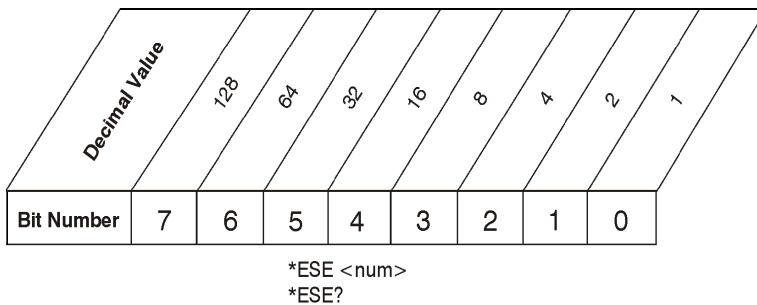 Decimal Value 128 64 32 16 8 4 2 1
Bit Number 7 6 5 4 3 2 1 0
*ESE <num>
*ESE?